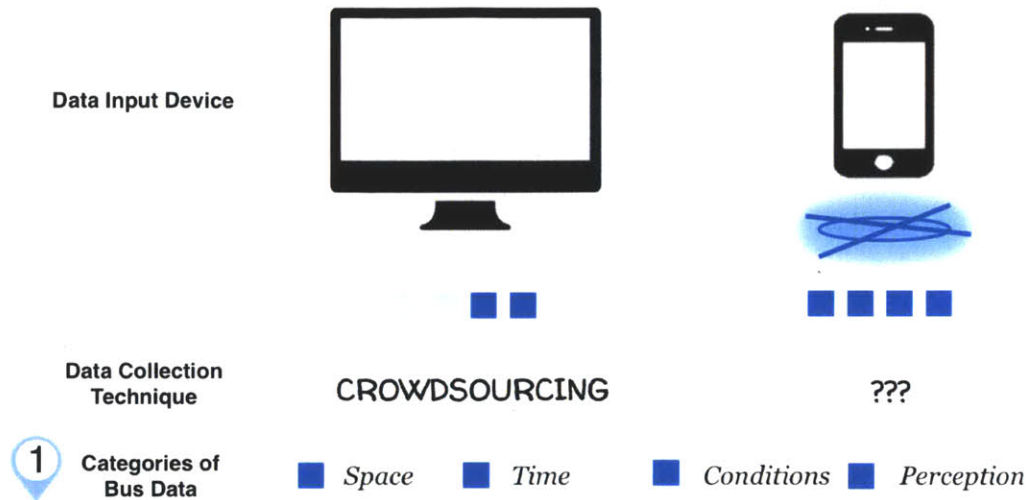 Data Input Device
Data Collection
Technique
CROWDSOURCING
???
1
Categories of
Bus Data
Space
Time
Conditions
Perception